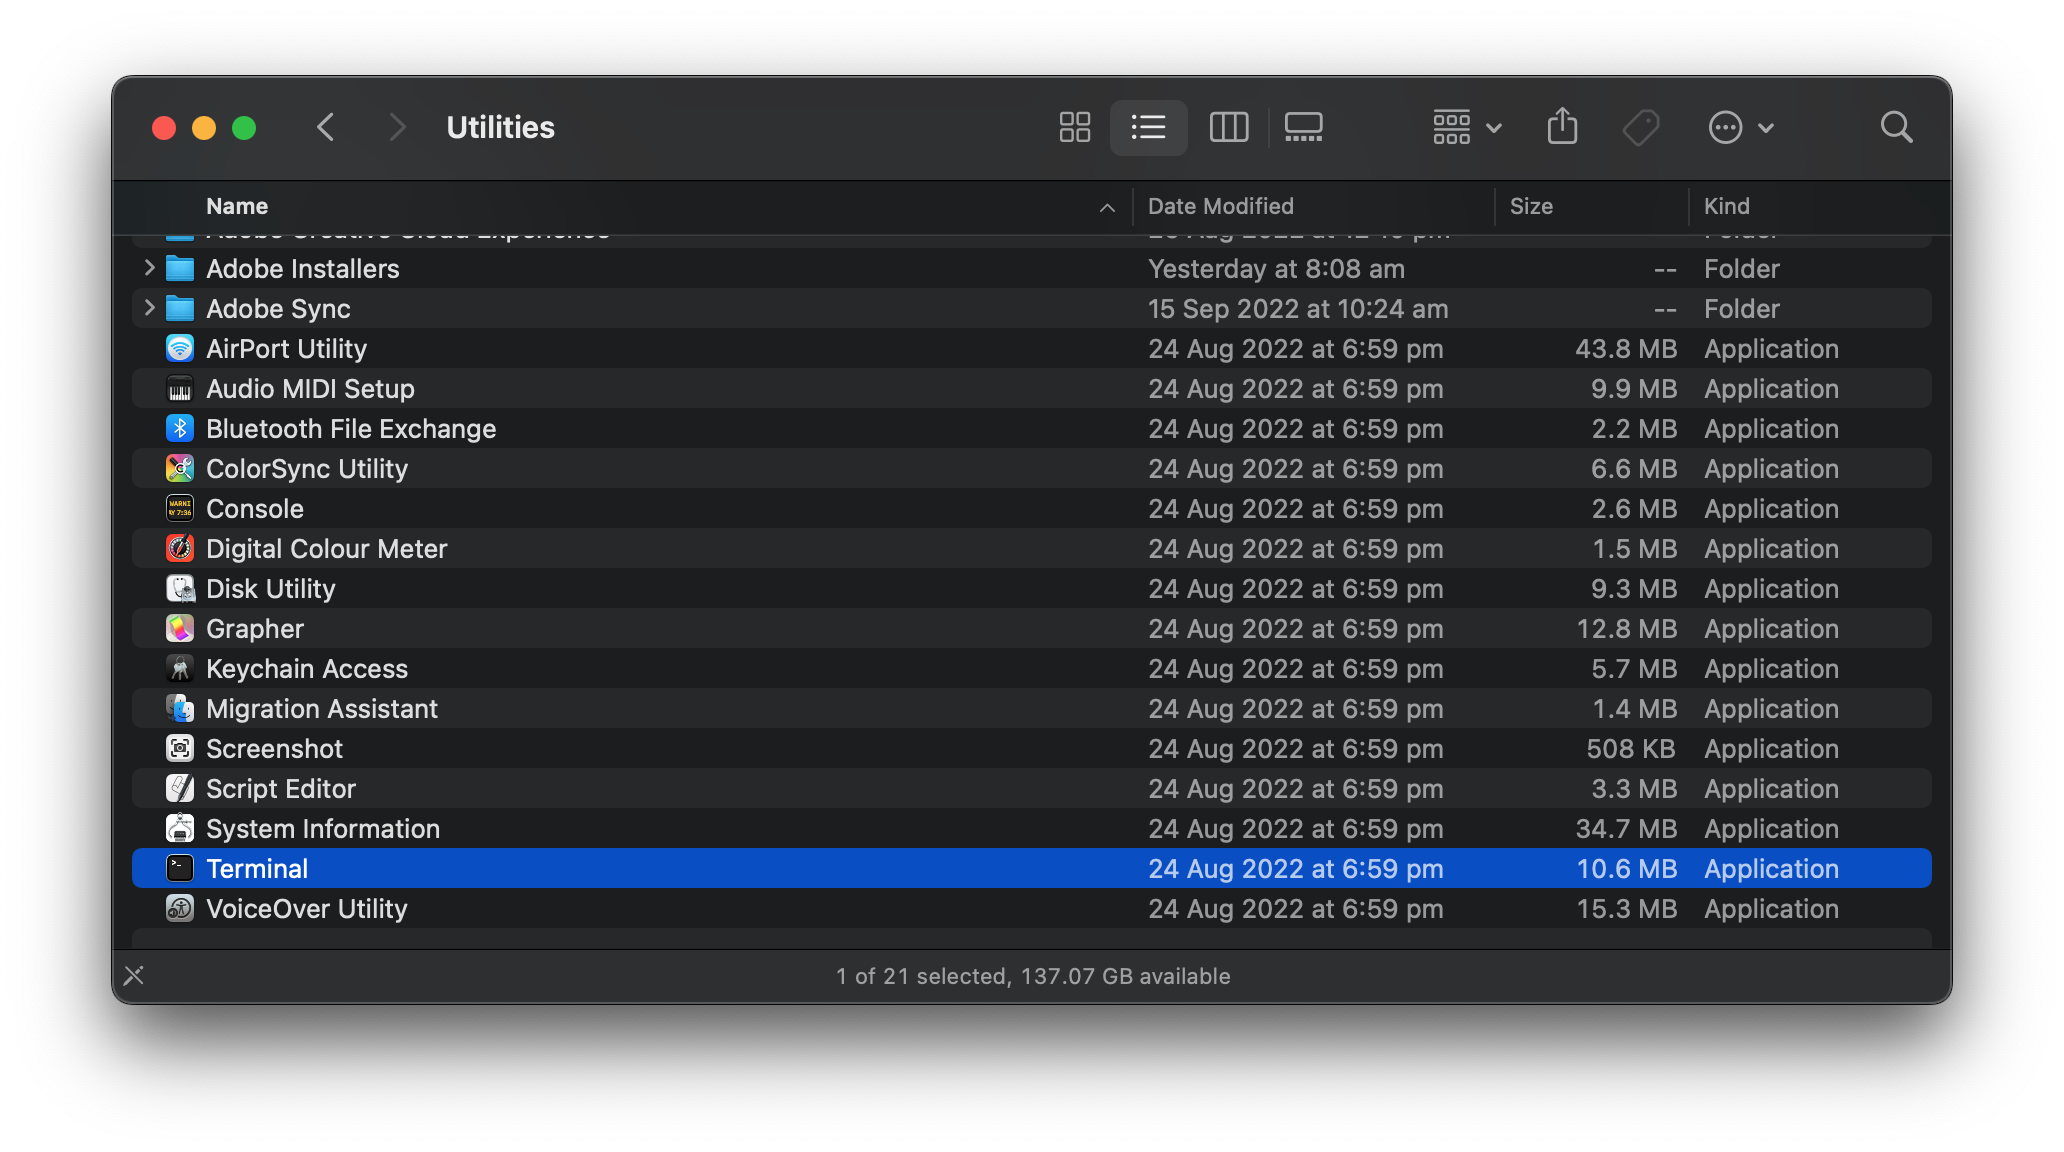 Utilities
Name Date Modified Size Kind
Adobe Creative Cloud Experience Folder
Adobe Installers Yesterday at 8:08 am -- Folder
Adobe Sync 15 Sep 2022 at 10:24 am -- Folder
AirPort Utility 24 Aug 2022 at 6:59 pm 43.8 MB Application
Audio MIDI Setup 24 Aug 2022 at 6:59 pm 9.9 MB Application
Bluetooth File Exchange 24 Aug 2022 at 6:59 pm 2.2 MB Application
ColorSync Utility 24 Aug 2022 at 6:59 pm 6.6 MB Application
Console 24 Aug 2022 at 6:59 pm 2.6 MB Application
Digital Colour Meter 24 Aug 2022 at 6:59 pm 1.5 MB Application
Disk Utility 24 Aug 2022 at 6:59 pm 9.3 MB Application
Grapher 24 Aug 2022 at 6:59 pm 12.8 MB Application
Keychain Access 24 Aug 2022 at 6:59 pm 5.7 MB Application
Migration Assistant 24 Aug 2022 at 6:59 pm 1.4 MB Application
Screenshot 24 Aug 2022 at 6:59 pm 508 KB Application
Script Editor 24 Aug 2022 at 6:59 pm 3.3 MB Application
System Information 24 Aug 2022 at 6:59 pm 34.7 MB Application
Terminal 24 Aug 2022 at 6:59 pm 10.6 MB Application
VoiceOver Utility 24 Aug 2022 at 6:59 pm 15.3 MB Application
1 of 21 selected, 137.07 GB available